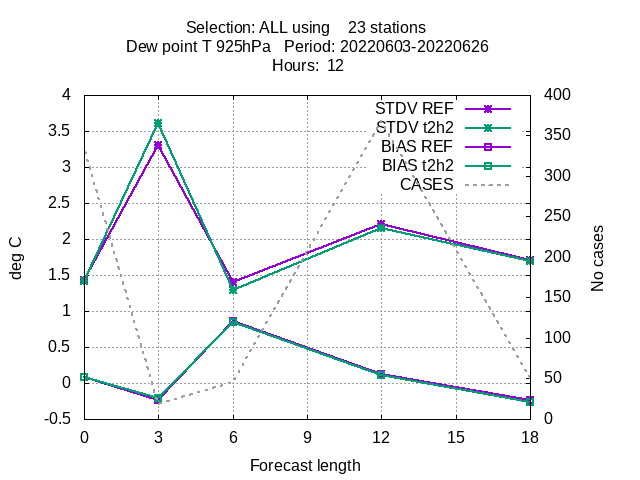 Selection: ALL using    23 stations
Dew point T 925hPa   Period: 20220603-20220626
Hours:  12
4
3.5
3
2.5
2
1.5
1
0.5
0
-0.5
deg C
400
350
300
250
200
150
100
50
0
No cases
STDV REF
STDV t2h2
BIAS REF
BIAS t2h2
CASES
0 3 6 9 12 15 18
Forecast length